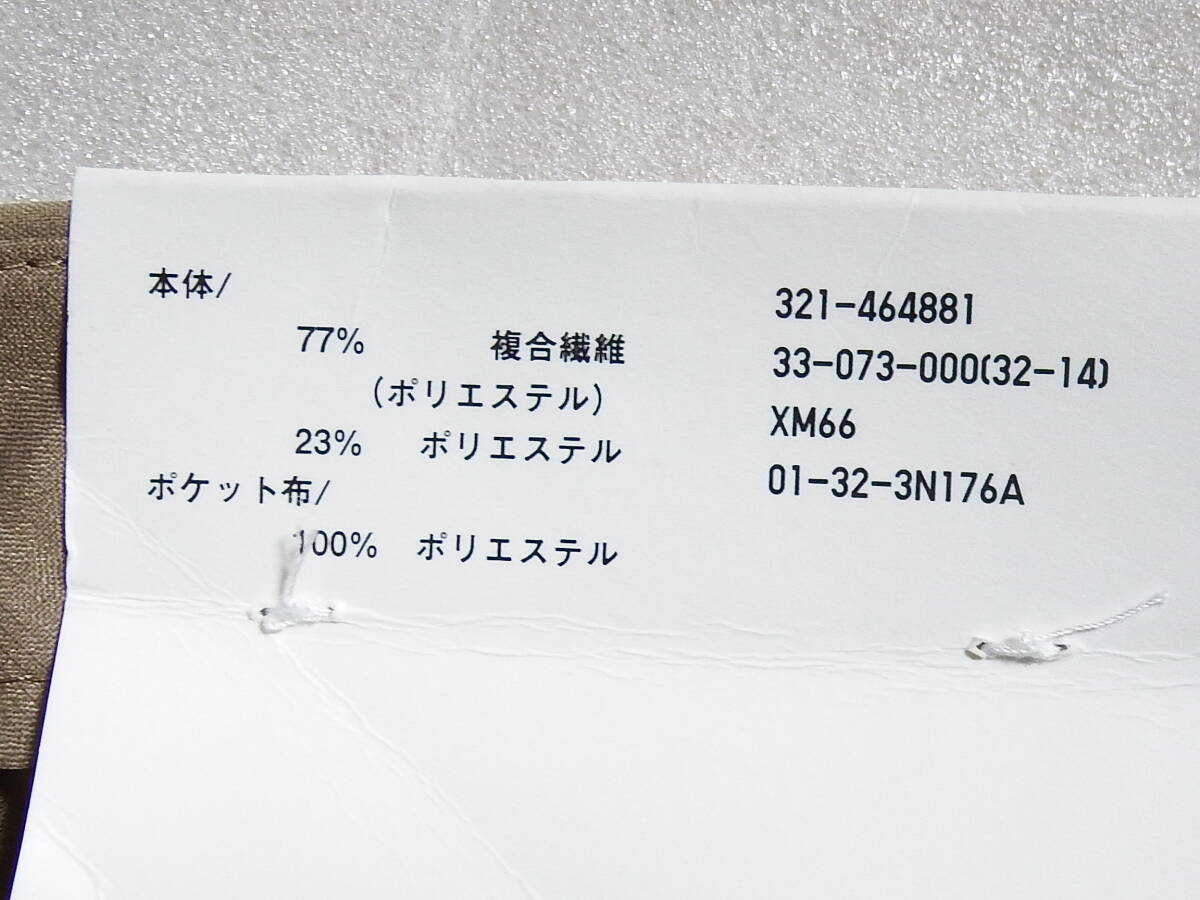 本体/
77% 複合繊維
(ポリエステル)
23% ポリエステル
ポケット布/
100% ポリエステル
321-464881
33-073-000(32-14)
XM66
01-32-3N176A